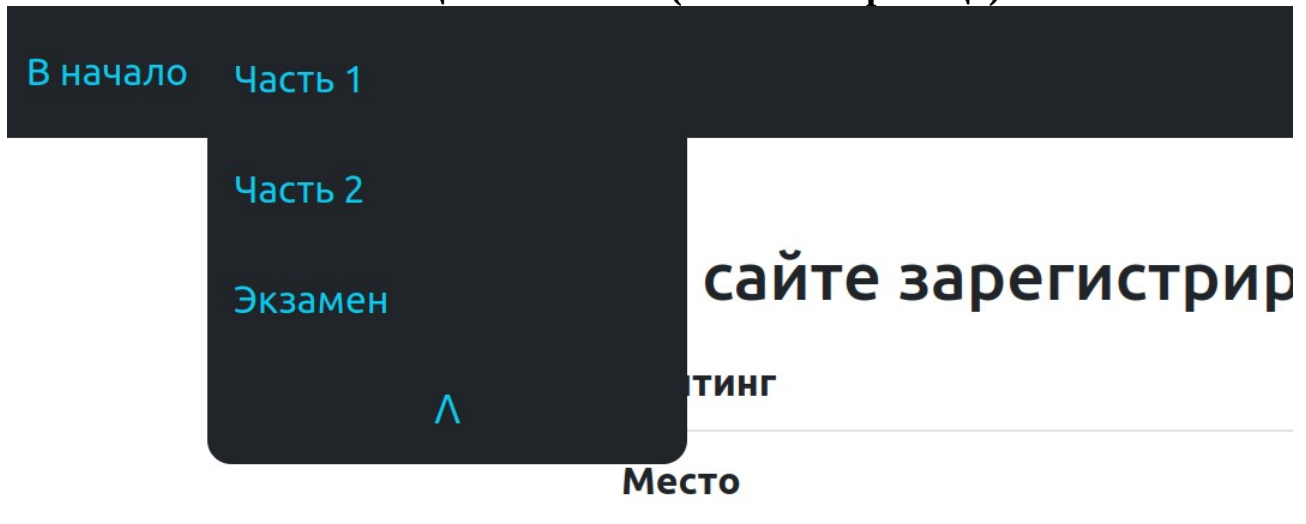 В начало Часть 1
Часть 2
сайте зарегистрир
Экзамен
тинг
Λ
Место